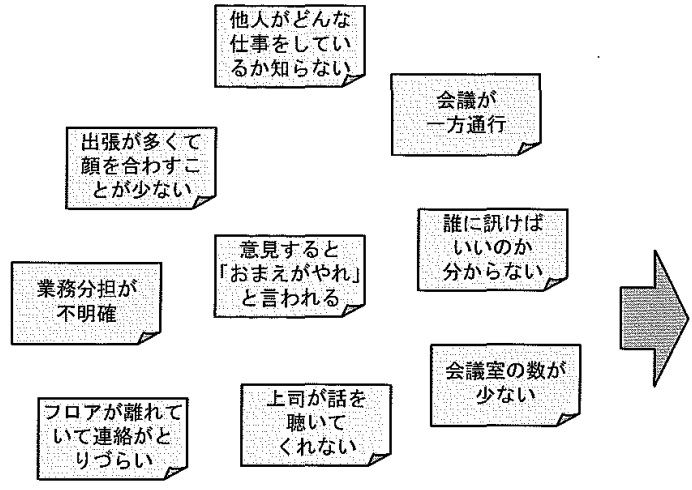 他人がどんな
仕事をしてい
るか知らない
会議が
一方通行
出張が多くて
顔を合わすこ
とが少ない
誰に訊けば
いいのか
分からない
意見すると
「おまえがやれ」
と言われる
業務分担が
不明確
会議室の数が
少ない
上司が話を
聴いて
くれない
フロアが離れて
いて連絡がと
りづらい